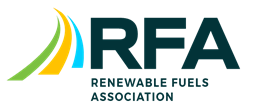 RFA
RENEWABLE FUELS
ASSOCIATION